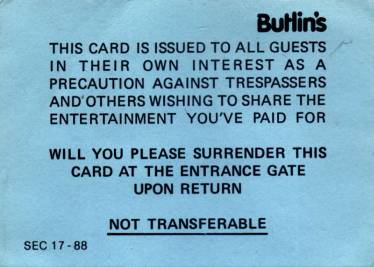 Butlin's
THIS CARD IS ISSUED TO ALL GUESTS
IN THEIR OWN INTEREST AS A
PRECAUTION AGAINST TRESPASSERS
AND OTHERS WISHING TO SHARE THE
ENTERTAINMENT YOU'VE PAID FOR
WILL YOU PLEASE SURRENDER THIS
CARD AT THE ENTRANCE GATE
UPON RETURN
NOT TRANSFERABLE
SEC 17-88